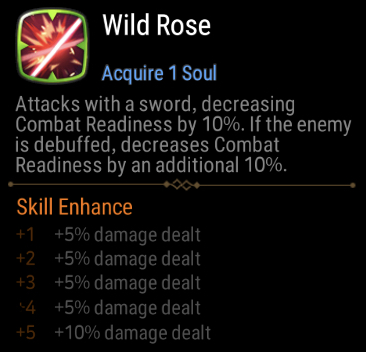 Wild Rose
Acquire 1 Soul
Attacks with a sword, decreasing
Combat Readiness by 10%. If the enemy
is debuffed, decreases Combat
Readiness by an additional 10%.
Skill Enhance
+1 +5% damage dealt
+2 +5% damage dealt
+3 +5% damage dealt
+4 +5% damage dealt
+5 +10% damage dealt